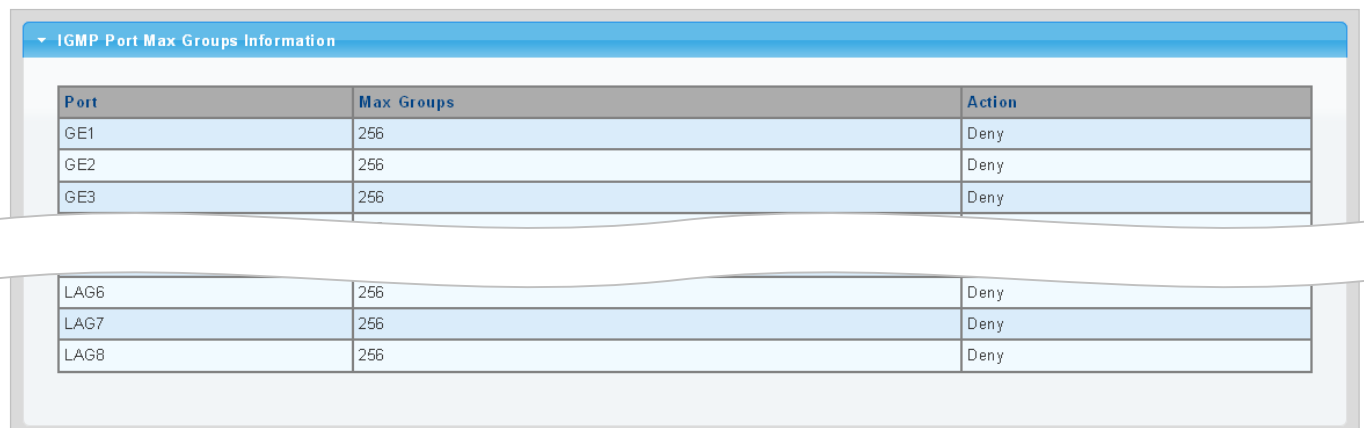 IGMP Port Max Groups Information
Port Max Groups Action
GE1 256 Deny
GE2 256 Deny
GE3 256 Deny
LAG6 256 Deny
LAG7 256 Deny
LAG8 256 Deny